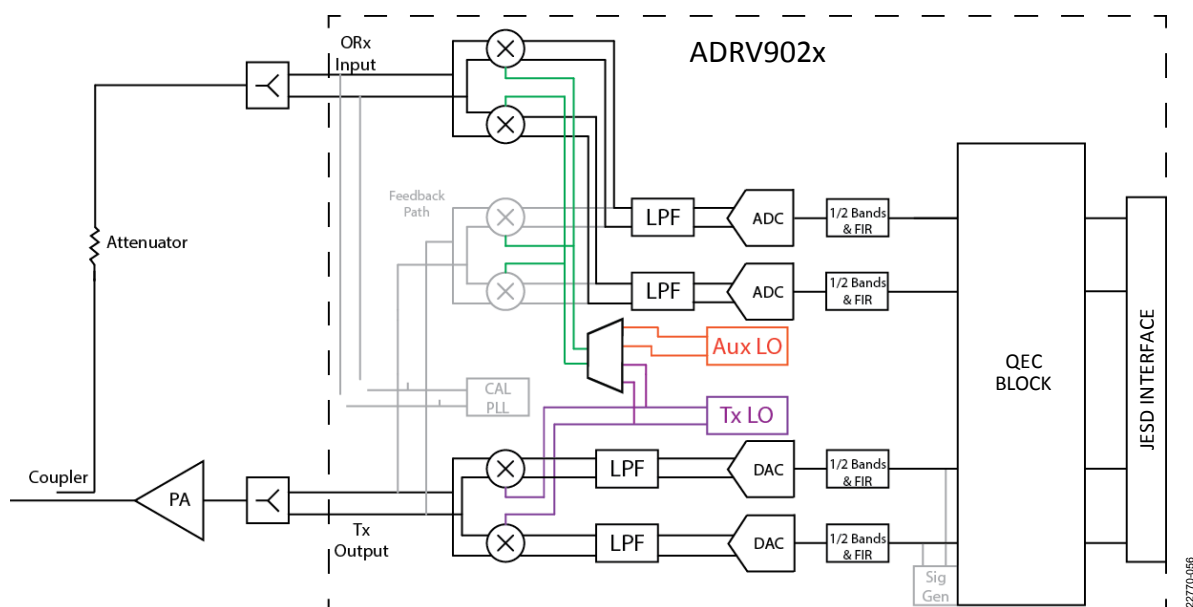 ADRV902x
ORx
Input
Feedback
Path
Attenuator
LPF
ADC
1/2 Bands
& FIR
LPF
ADC
1/2 Bands
& FIR
Aux LO
QEC
BLOCK
JESD INTERFACE
CAL
PLL
Tx LO
Coupler
PA
LPF
DAC
1/2 Bands
& FIR
Tx
Output
LPF
DAC
1/2 Bands
& FIR
Sig
Gen
22770-056